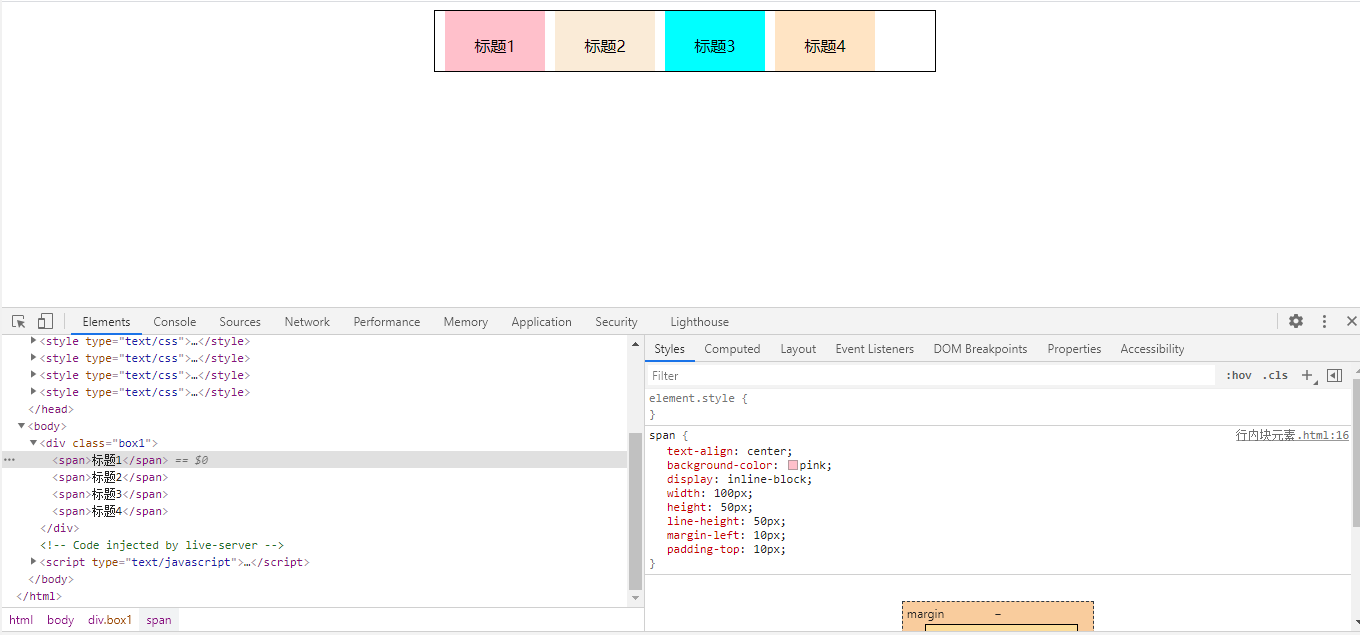 标题1 标题2 标题3 标题4
Elements Console Sources Network Performance Memory Application Security Lighthouse
<style type="text/css">…</style>
<style type="text/css">…</style>
<style type="text/css">…</style>
<style type="text/css">…</style>
</head>
<body>
<div class="box1">
<span>标题1</span> == $0
<span>标题2</span>
<span>标题3</span>
<span>标题4</span>
</div>
<!-- Code injected by live-server -->
<script type="text/javascript">…</script>
</body>
</html>
html body div.box1 span
Styles Computed Layout Event Listeners DOM Breakpoints Properties Accessibility
Filter :hov .cls
element.style {
}
span { 行内块元素.html:16
text-align: center;
background-color: pink;
display: inline-block;
width: 100px;
height: 50px;
line-height: 50px;
margin-left: 10px;
padding-top: 10px;
}
margin –